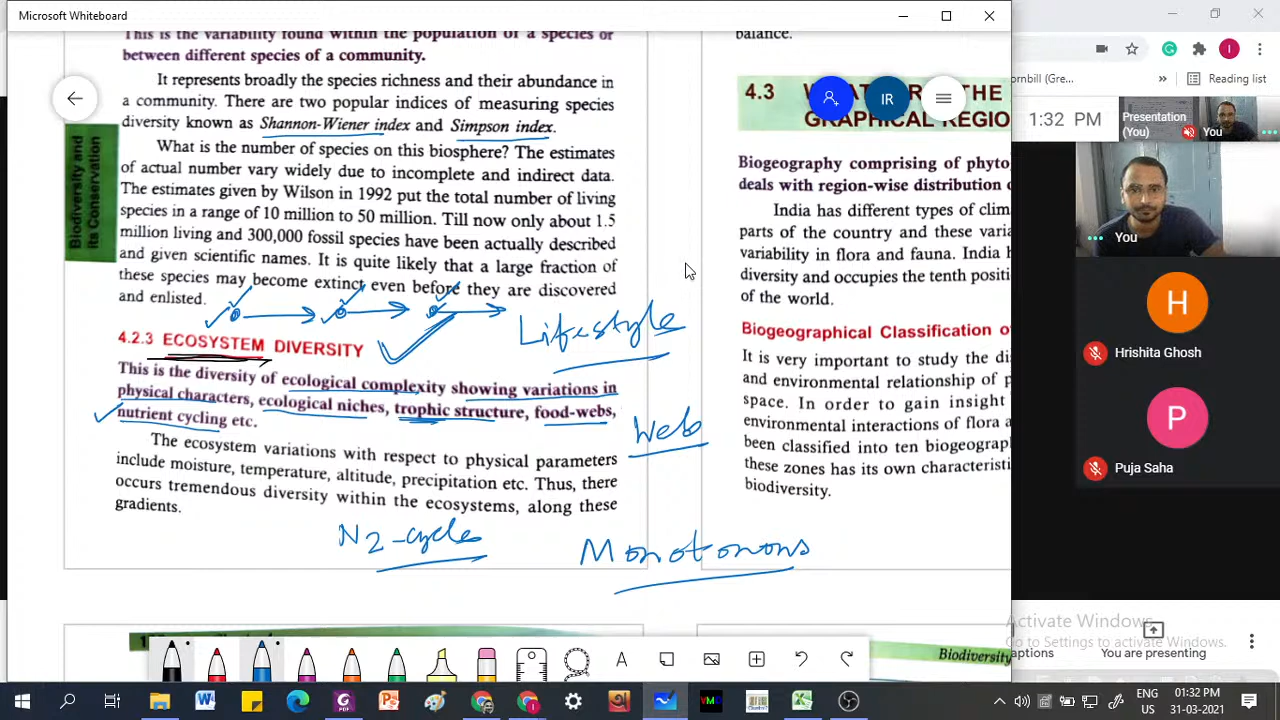 Microsoft Whiteboard
This is the variability found within the population of a species or
between different species of a community.
It represents broadly the species richness and their abundance in
a community. There are two popular indices of measuring species
diversity known as Shannon-Wiener index and Simpson index.
What is the number of species on this biosphere? The estimates
of actual number vary widely due to incomplete and indirect data.
The estimates given by Wilson in 1992 put the total number of living
species in a range of 10 million to 50 million. Till now only about 1.5
million living and 300,000 fossil species have been actually described
and given scientific names. It is quite likely that a large fraction of
these species may become extinct even before they are discovered
and enlisted.
Lifestyle
4.2.3 ECOSYSTEM DIVERSITY
This is the diversity of ecological complexity showing variations in
physical characters, ecological niches, trophic structure, food-webs,
nutrient cycling etc.
Web
The ecosystem variations with respect to physical parameters
include moisture, temperature, altitude, precipitation etc. Thus, there
occurs tremendous diversity within the ecosystems, along these
gradients.
N2-cycle
Monotonous
Biodiversity and
its Conservation
balance.
4.3 THE
GRAPHICAL REGIO
IR
Biogeography comprising of phyto
deals with region-wise distribution o
India has different types of clim
parts of the country and these varia
variability in flora and fauna. India h
diversity and occupies the tenth positi
of the world.
Biogeographical Classification of
It is very important to study the di
and environmental relationship of p
space. In order to gain insight
environmental interactions of flora a
been classified into ten biogeograp
these zones has its own characteristi
biodiversity.
Biodiversity
ornbill (Gre...
Reading list
1:32 PM
Presentation
(You)
You
You
H
Hrishita Ghosh
P
Puja Saha
Activate Windows
Go to Settings to activate Windows.
aptions
You are presenting
ENG
IN
01:32 PM
31-03-2021